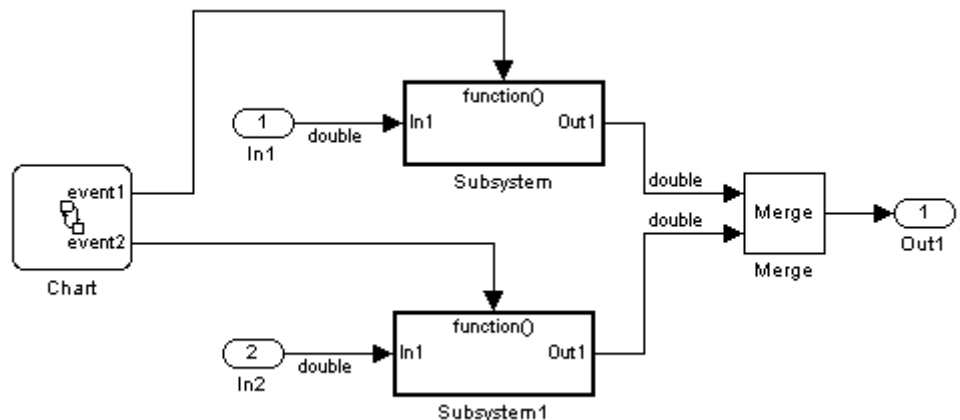 function()
1
In1
double
In1
Out1
Subsystem
event1
event2
Chart
double
double
Merge
Merge
1
Out1
function()
2
In2
double
In1
Out1
Subsystem1